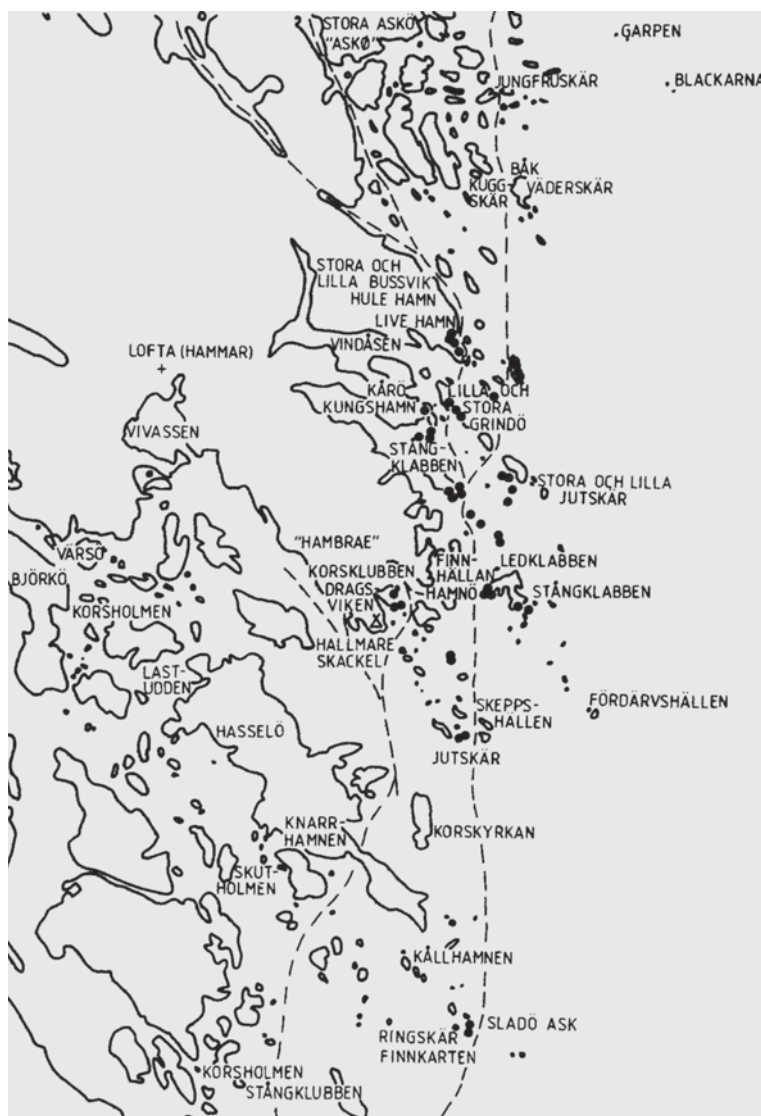 STORA ASKÖ
"ASKØ"
GARPEN
JUNGFRUSKÄR
BLACKARNA
BÅK
KUGG-
SKÄR
VÄDERSKÄR
STORA OCH
LILLA BUSSVIK
HULE HAMN
LIVE HAMN
VINDÅSEN
LOFTA (HAMMAR)
KÅRÖ
KUNGSHAMN
LILLA OCH
STORA
GRINDÖ
VIVASSEN
STÅNG-
KLABBEN
STORA OCH LILLA
JUTSKÄR
"HAMBRAE"
VÄRSÖ
BJÖRKÖ
KORSKLUBBEN
DRAGS-
VIKEN
FINN-
HÄLLAN
HAMNÖ
LEDKLABBEN
STÅNGKLABBEN
KORSHOLMEN
HALLMARE
SKACKEL
LAST-
UDDEN
HASSELÖ
SKEPPS-
HÄLLEN
FÖRDÄRVSHÄLLEN
JUTSKÄR
KNARR-
HAMNEN
KORSKYRKAN
SKUT-
HOLMEN
KÅLLHAMNEN
SLADÖ ASK
RINGSKÄR
FINNKARTEN
KORSHOLMEN
STÅNGKLUBBEN